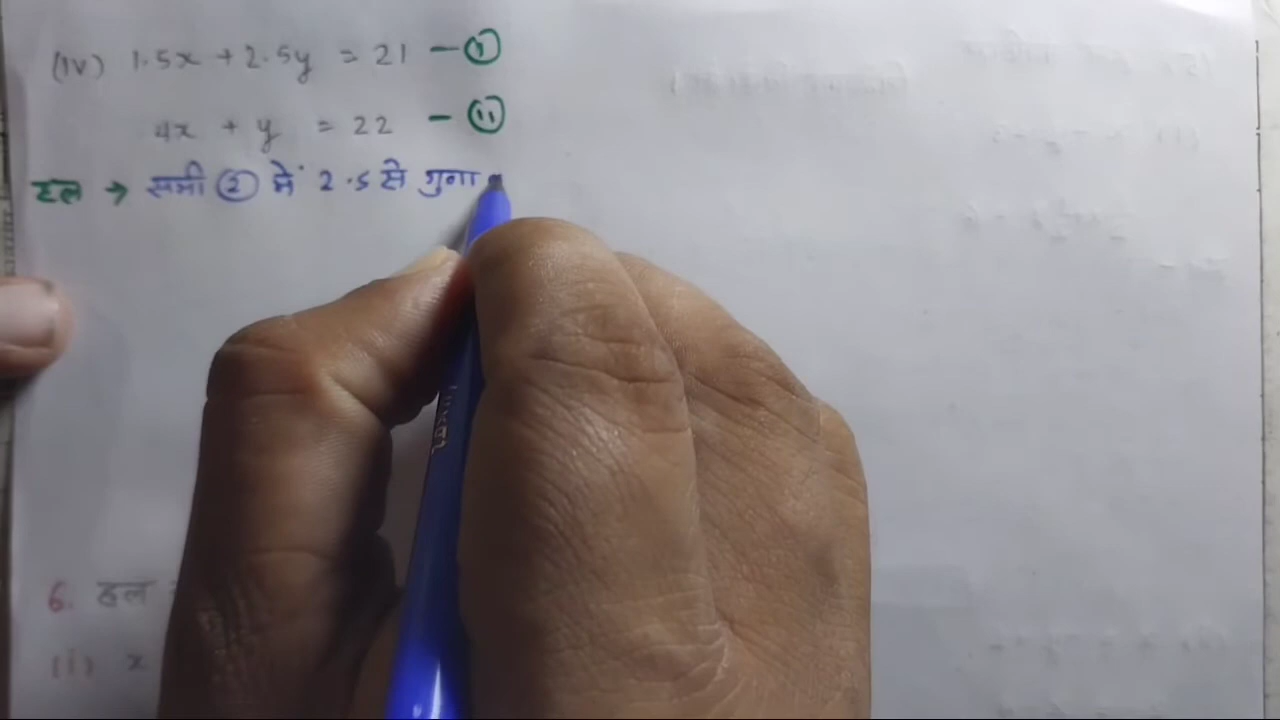 (iv) 1.5x + 2.5y = 21 — (i)
4x + y = 22 — (ii)
हल → समी (2) में 2.5 से गुना
6. हल
(i) x